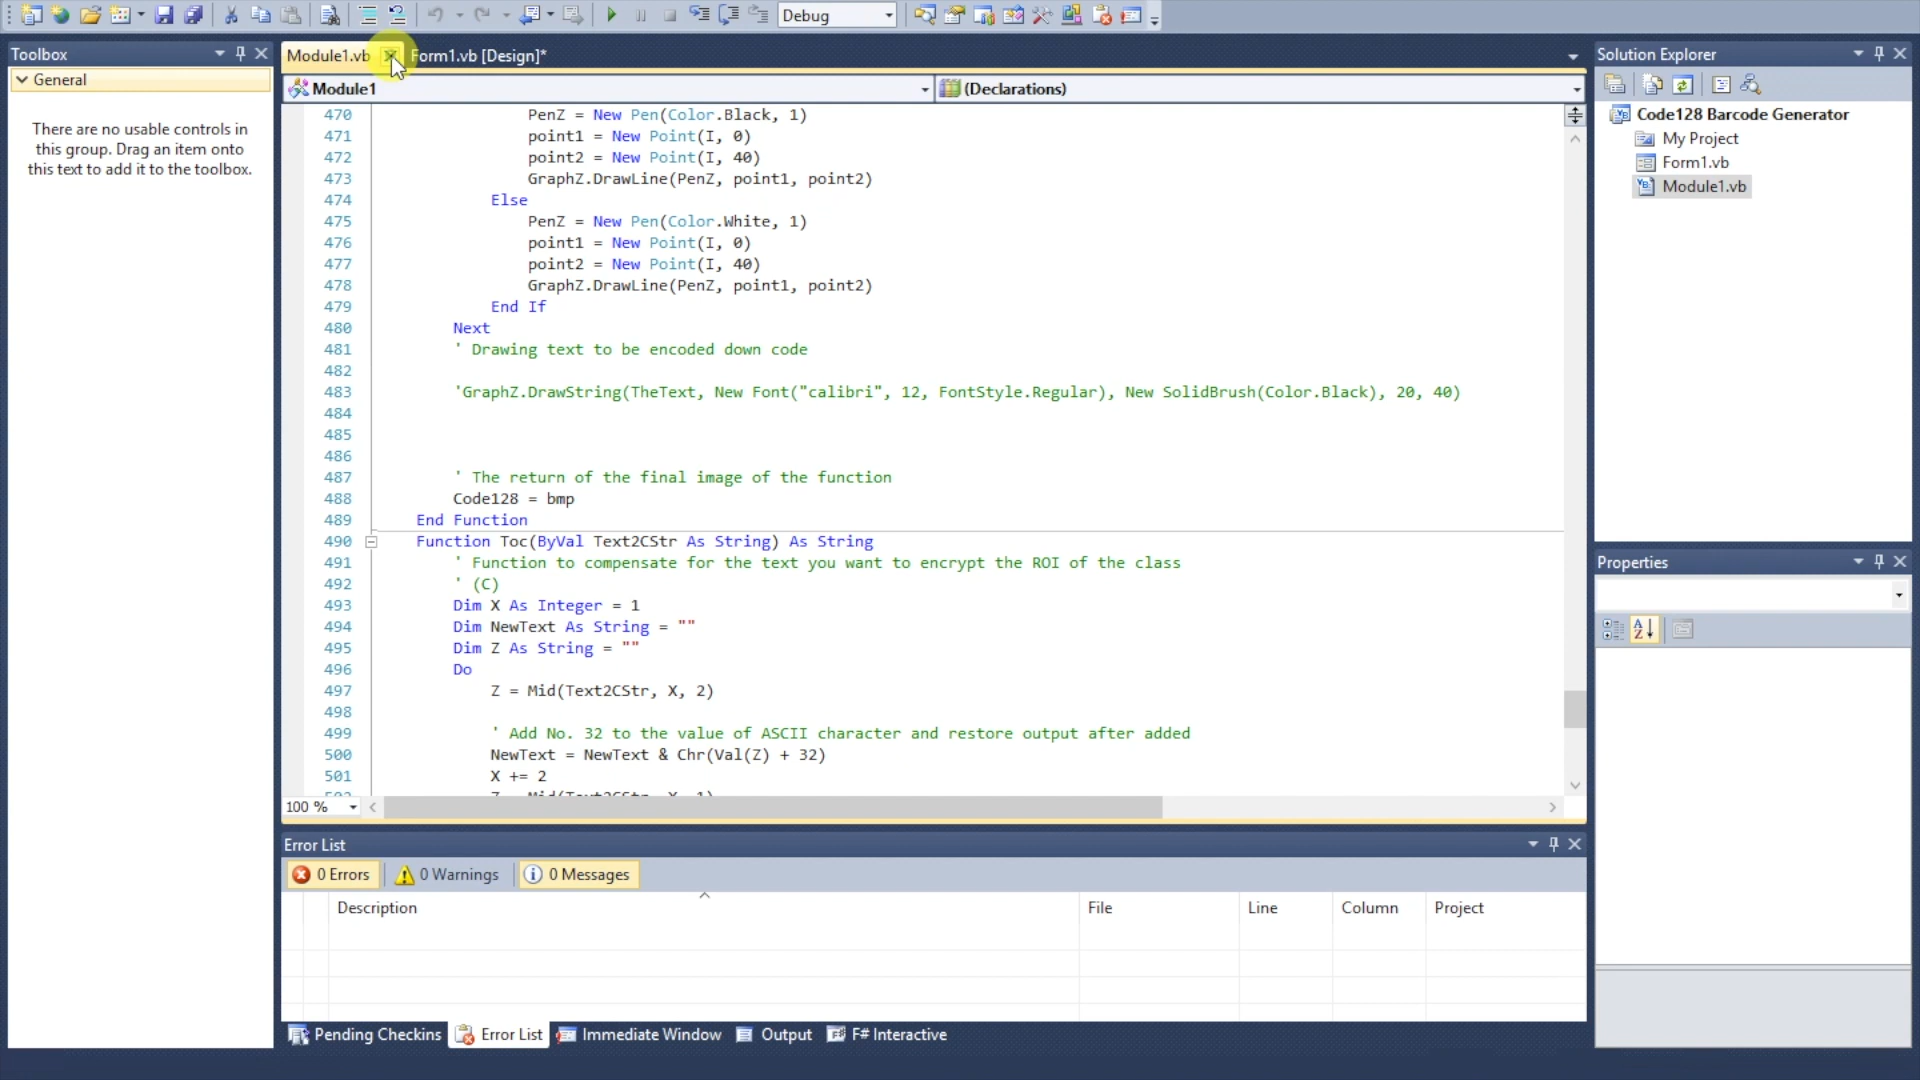 Debug
Toolbox
General
There are no usable controls in
this group. Drag an item onto
this text to add it to the toolbox.
Module1.vb
Form1.vb [Design]*
Module1
(Declarations)
470 PenZ = New Pen(Color.Black, 1)
471 point1 = New Point(I, 0)
472 point2 = New Point(I, 40)
473 GraphZ.DrawLine(PenZ, point1, point2)
474 Else
475 PenZ = New Pen(Color.White, 1)
476 point1 = New Point(I, 0)
477 point2 = New Point(I, 40)
478 GraphZ.DrawLine(PenZ, point1, point2)
479 End If
480 Next
481 ' Drawing text to be encoded down code
482
483 'GraphZ.DrawString(TheText, New Font("calibri", 12, FontStyle.Regular), New SolidBrush(Color.Black), 20, 40)
484
485
486
487 ' The return of the final image of the function
488 Code128 = bmp
489 End Function
490 Function Toc(ByVal Text2CStr As String) As String
491 ' Function to compensate for the text you want to encrypt the ROI of the class
492 ' (C)
493 Dim X As Integer = 1
494 Dim NewText As String = ""
495 Dim Z As String = ""
496 Do
497 Z = Mid(Text2CStr, X, 2)
498
499 ' Add No. 32 to the value of ASCII character and restore output after added
500 NewText = NewText & Chr(Val(Z) + 32)
501 X += 2
502 Z = Mid(Text2CStr, X, 1)
100 %
Error List
0 Errors
0 Warnings
0 Messages
Description File Line Column Project
Pending Checkins
Error List
Immediate Window
Output
F# Interactive
Solution Explorer
Code128 Barcode Generator
My Project
Form1.vb
Module1.vb
Properties